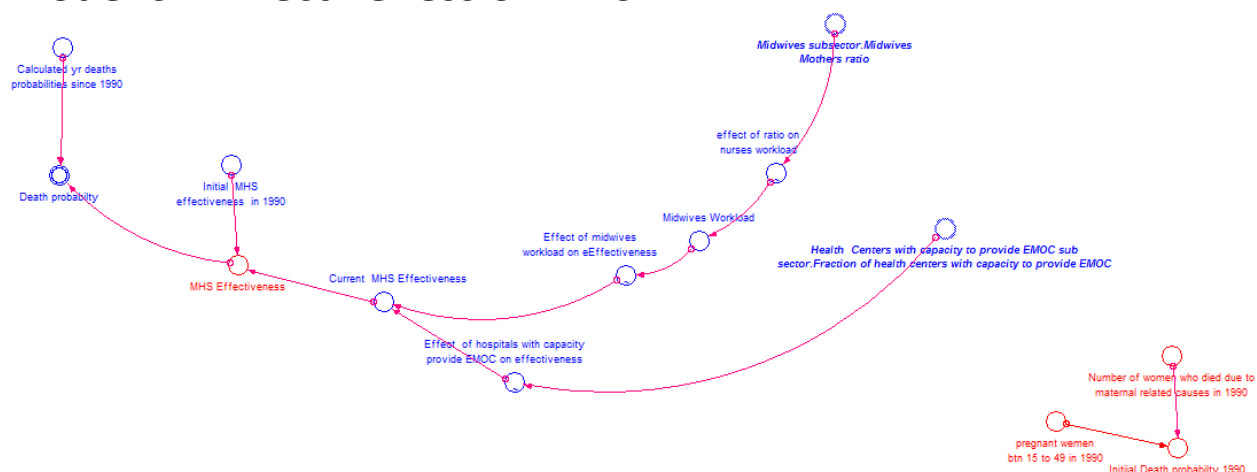 Calculated yr deaths
probabilities since 1990
Death probabilty
Initial MHS
effectiveness in 1990
MHS Effectiveness
Current MHS Effectiveness
Effect of midwives
workload on eEffectiveness
Midwives Workload
effect of ratio on
nurses workload
Midwives subsector.Midwives
Mothers ratio
Health Centers with capacity to provide EMOC sub
sector.Fraction of health centers with capacity to provide EMOC
Effect of hospitals with capacity
provide EMOC on effectiveness
Number of women who died due to
maternal related causes in 1990
pregnant women
btn 15 to 49 in 1990
Initial Death probabilty 1990